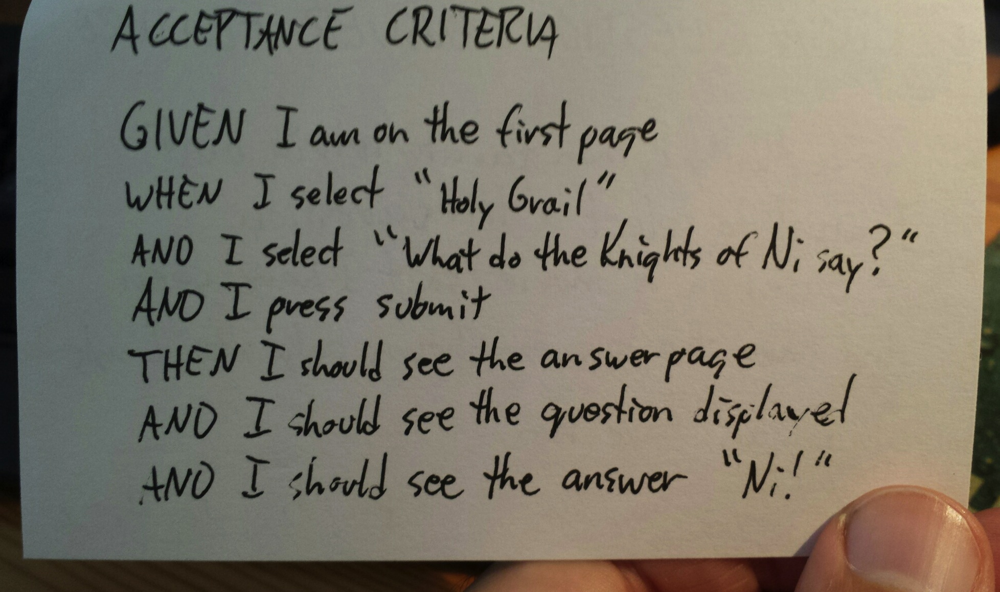 ACCEPTANCE CRITERIA
GIVEN I am on the first page
WHEN I select "Holy Grail"
AND I select "What do the Knights of Ni say?"
AND I press submit
THEN I should see the answer page
AND I should see the question displayed
AND I should see the answer "Ni!"